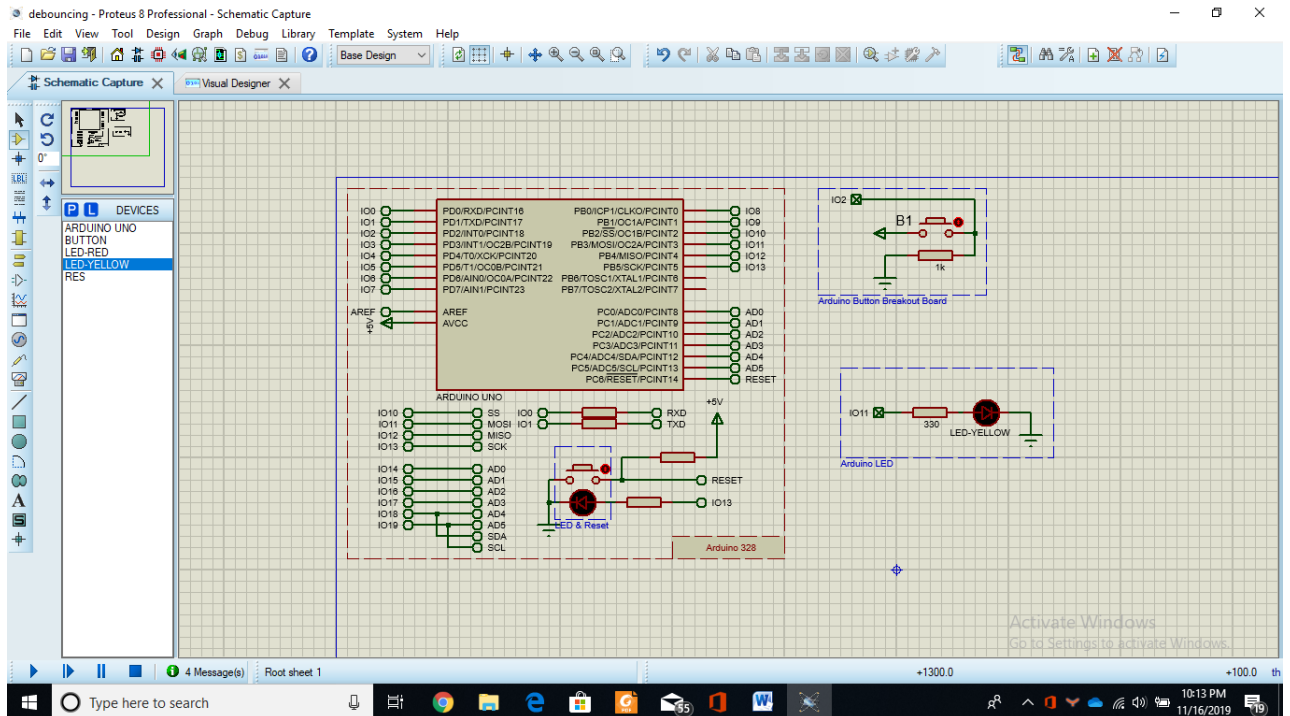 debouncing - Proteus 8 Professional - Schematic Capture
File Edit View Tool Design Graph Debug Library Template System Help
Base Design
Schematic Capture
Visual Designer
0°
P L DEVICES
ARDUINO UNO
BUTTON
LED-RED
LED-YELLOW
RES
IO0 PD0/RXD/PCINT16 PB0/ICP1/CLKO/PCINT0 IO8
IO1 PD1/TXD/PCINT17 PB1/OC1A/PCINT1 IO9
IO2 PD2/INT0/PCINT18 PB2/SS/OC1B/PCINT2 IO10
IO3 PD3/INT1/OC2B/PCINT19 PB3/MOSI/OC2A/PCINT3 IO11
IO4 PD4/T0/XCK/PCINT20 PB4/MISO/PCINT4 IO12
IO5 PD5/T1/OC0B/PCINT21 PB5/SCK/PCINT5 IO13
IO6 PD6/AIN0/OC0A/PCINT22 PB6/TOSC1/XTAL1/PCINT6
IO7 PD7/AIN1/PCINT23 PB7/TOSC2/XTAL2/PCINT7
AREF AREF PC0/ADC0/PCINT8 AD0
+5V AVCC PC1/ADC1/PCINT9 AD1
PC2/ADC2/PCINT10 AD2
PC3/ADC3/PCINT11 AD3
PC4/ADC4/SDA/PCINT12 AD4
PC5/ADC5/SCL/PCINT13 AD5
PC6/RESET/PCINT14 RESET
ARDUINO UNO
IO10 SS IO0 RXD
IO11 MOSI IO1 TXD
IO12 MISO
IO13 SCK
+5V
IO14 AD0
IO15 AD1 RESET
IO16 AD2
IO17 AD3 IO13
IO18 AD4
IO19 AD5
SDA
SCL
LED & Reset
Arduino 328
IO2
B1
1k
Arduino Button Breakout Board
IO11
330
LED-YELLOW
Arduino LED
Activate Windows
Go to Settings to activate Windows.
4 Message(s) Root sheet 1 +1300.0 +100.0 th
Type here to search
55
10:13 PM
11/16/2019
19